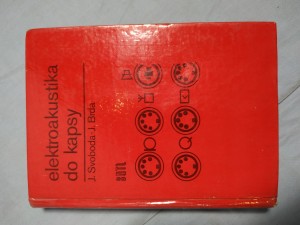 elektroakustika
do kapsy
J. Svoboda J. Brda
SNTL